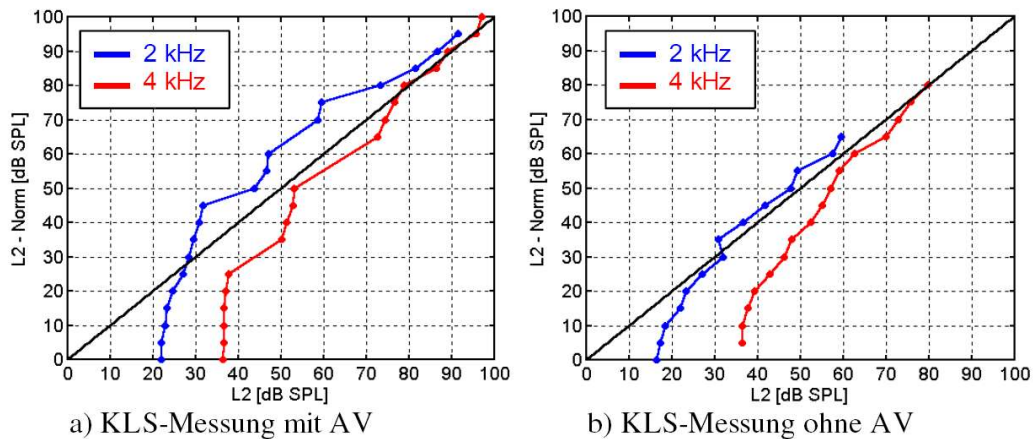 100
90
80
70
60
50
40
30
20
10
0
L2 - Norm [dB SPL]
2 kHz
4 kHz
0 10 20 30 40 50 60 70 80 90 100
L2 [dB SPL]
a) KLS-Messung mit AV
100
90
80
70
60
50
40
30
20
10
0
L2 - Norm [dB SPL]
2 kHz
4 kHz
0 10 20 30 40 50 60 70 80 90 100
L2 [dB SPL]
b) KLS-Messung ohne AV